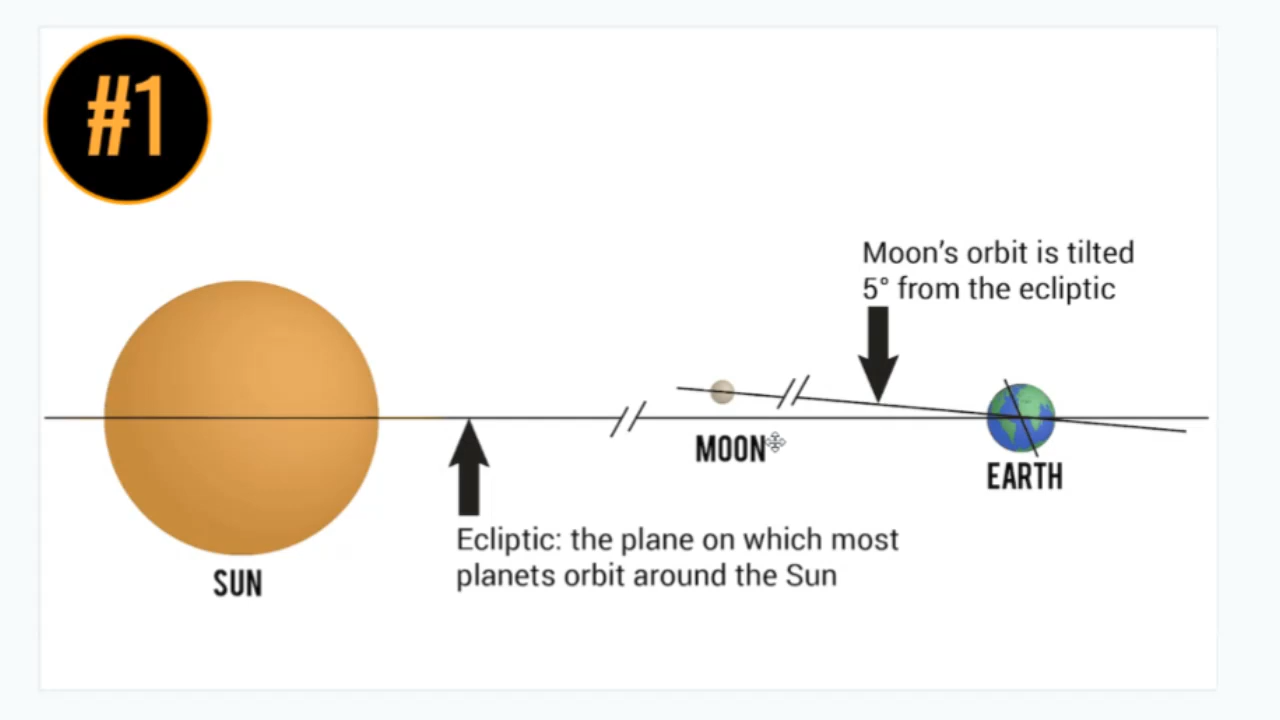 #1
Moon’s orbit is tilted
5° from the ecliptic
MOON
EARTH
Ecliptic: the plane on which most
planets orbit around the Sun
SUN